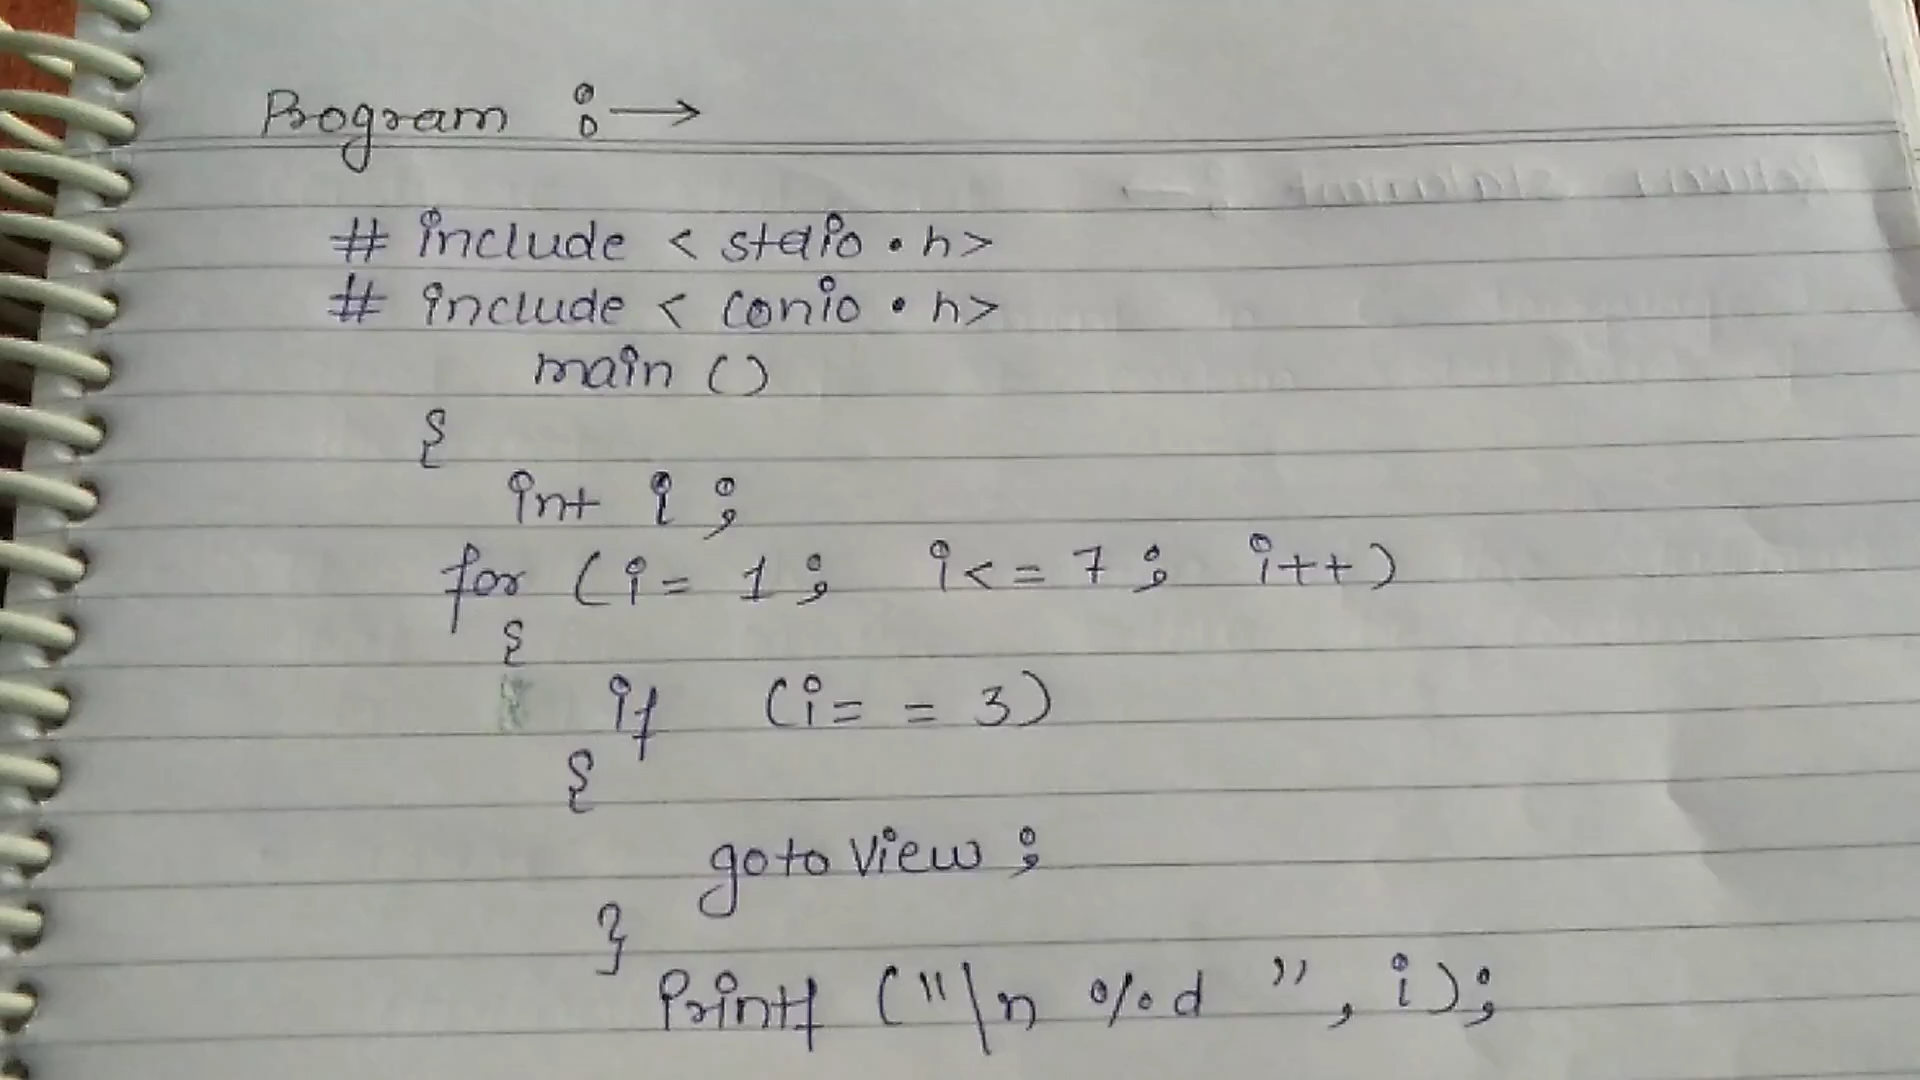 Program :→
# include < stdio . h>
# include < conio . h>
main ()
{
int i ;
for (i= 1 ; i<= 7 ; i++)
{
if (i= = 3)
{
goto view ;
}
Printf ("\n %d ", i);